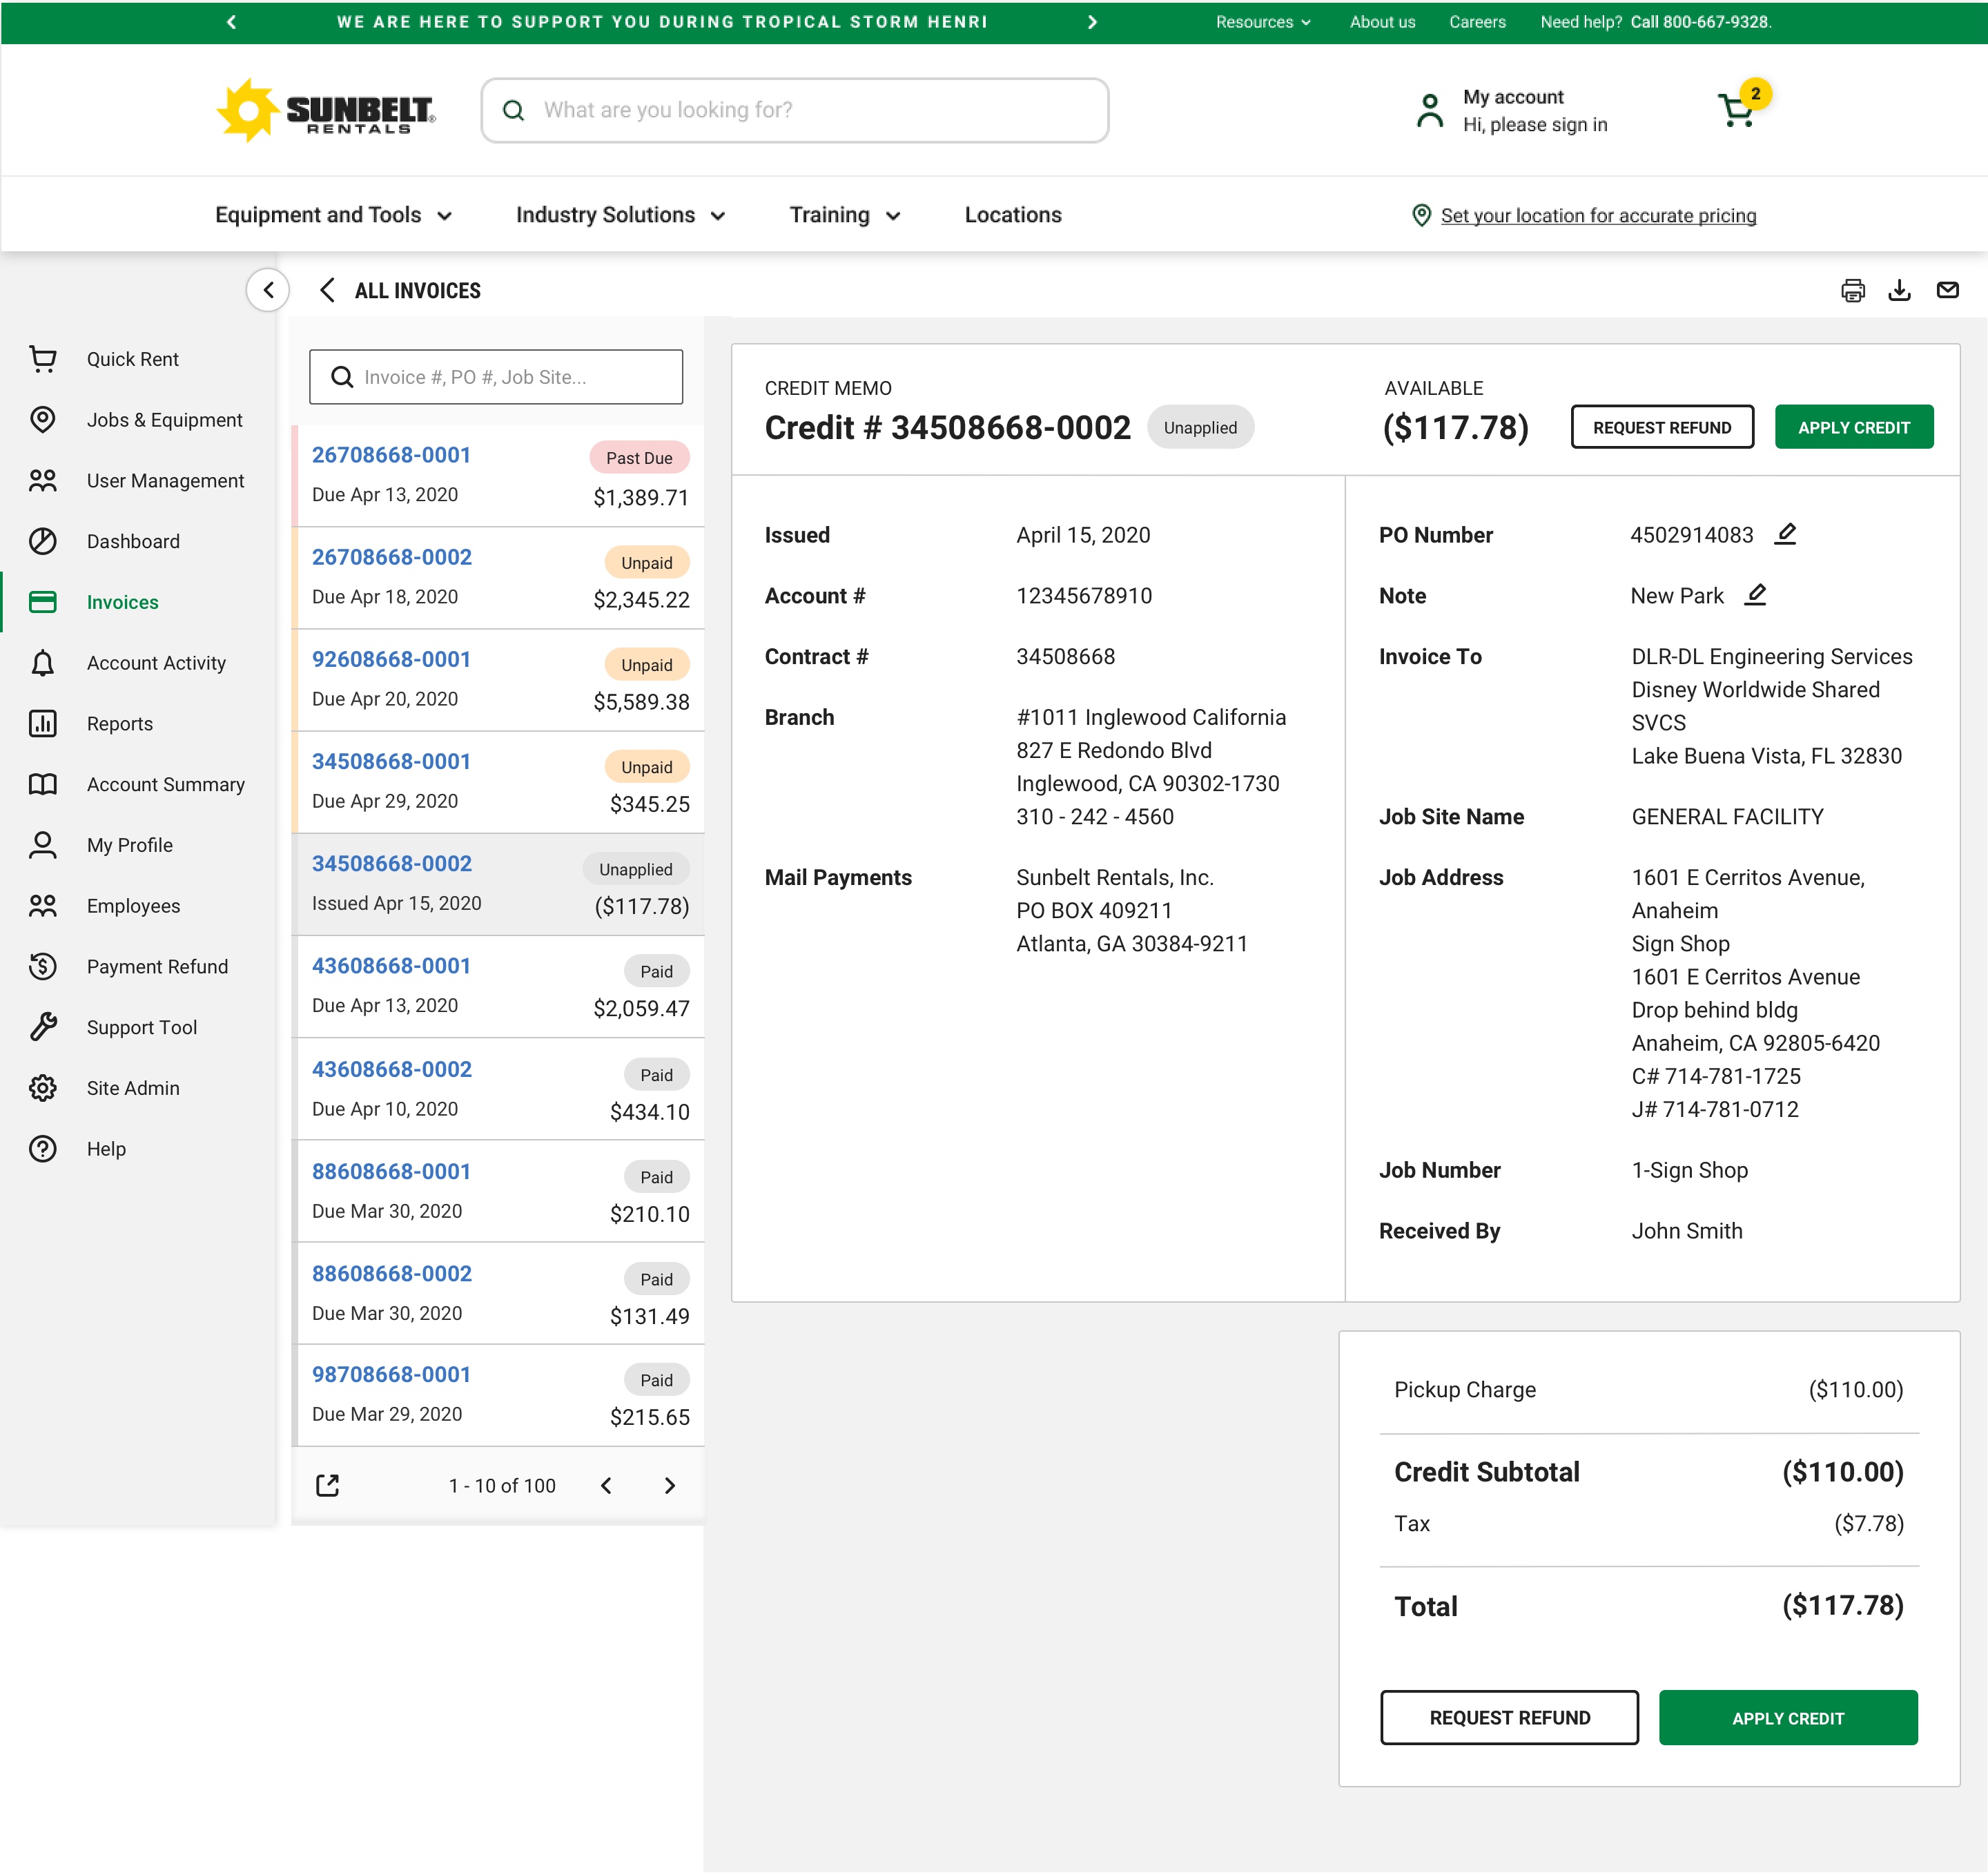 WE ARE HERE TO SUPPORT YOU DURING TROPICAL STORM HENRI
Resources
About us
Careers
Need help? Call 800-667-9328.
SUNBELT®
RENTALS
What are you looking for?
My account
Hi, please sign in
2
Equipment and Tools
Industry Solutions
Training
Locations
Set your location for accurate pricing
Quick Rent
Jobs & Equipment
User Management
Dashboard
Invoices
Account Activity
Reports
Account Summary
My Profile
Employees
Payment Refund
Support Tool
Site Admin
Help
ALL INVOICES
Invoice #, PO #, Job Site...
26708668-0001 Past Due
Due Apr 13, 2020 $1,389.71
26708668-0002 Unpaid
Due Apr 18, 2020 $2,345.22
92608668-0001 Unpaid
Due Apr 20, 2020 $5,589.38
34508668-0001 Unpaid
Due Apr 29, 2020 $345.25
34508668-0002 Unapplied
Issued Apr 15, 2020 ($117.78)
43608668-0001 Paid
Due Apr 13, 2020 $2,059.47
43608668-0002 Paid
Due Apr 10, 2020 $434.10
88608668-0001 Paid
Due Mar 30, 2020 $210.10
88608668-0002 Paid
Due Mar 30, 2020 $131.49
98708668-0001 Paid
Due Mar 29, 2020 $215.65
1 - 10 of 100
CREDIT MEMO
Credit # 34508668-0002 Unapplied
AVAILABLE
($117.78)
REQUEST REFUND
APPLY CREDIT
Issued April 15, 2020
Account # 12345678910
Contract # 34508668
Branch #1011 Inglewood California
827 E Redondo Blvd
Inglewood, CA 90302-1730
310 - 242 - 4560
Mail Payments Sunbelt Rentals, Inc.
PO BOX 409211
Atlanta, GA 30384-9211
PO Number 4502914083
Note New Park
Invoice To DLR-DL Engineering Services
Disney Worldwide Shared
SVCS
Lake Buena Vista, FL 32830
Job Site Name GENERAL FACILITY
Job Address 1601 E Cerritos Avenue,
Anaheim
Sign Shop
1601 E Cerritos Avenue
Drop behind bldg
Anaheim, CA 92805-6420
C# 714-781-1725
J# 714-781-0712
Job Number 1-Sign Shop
Received By John Smith
Pickup Charge ($110.00)
Credit Subtotal ($110.00)
Tax ($7.78)
Total ($117.78)
REQUEST REFUND
APPLY CREDIT